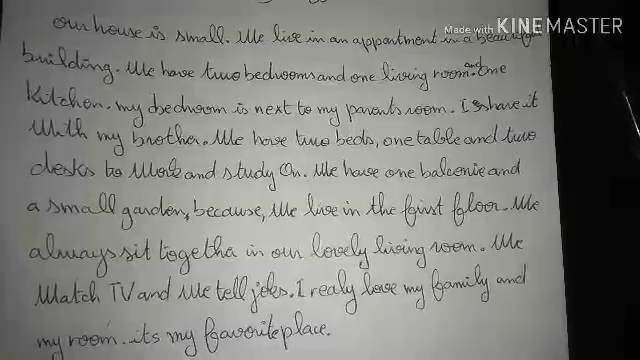 Made with KINEMASTER
our house is small. We live in an appartment in a beautiful
building. We have two bedrooms and one living room and one
Kitchen. my bedroom is next to my parents room. I share it
With my brother. We have two beds, one table and two
desks to Work and study On. We have one balconie and
a small garden, because, We live in the first floor. We
always sit together in our lovely living room. We
Watch TV and We tell jokes. I realy love my family and
my room. its my favorite place.